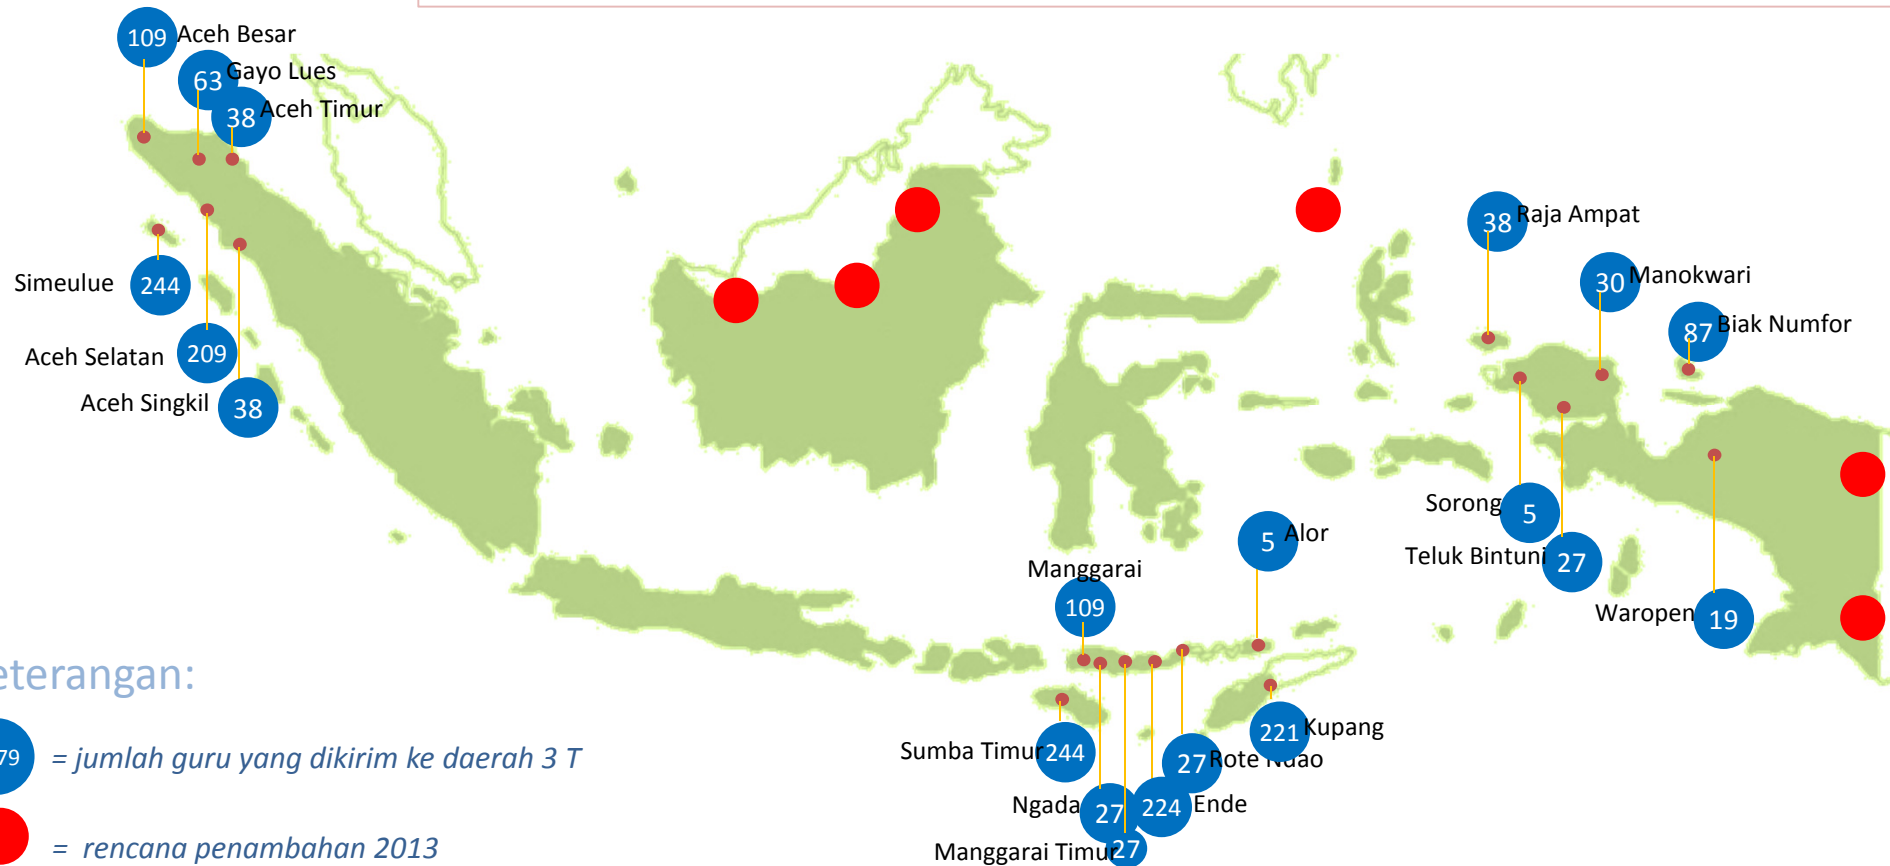 109 Aceh Besar
63 Gayo Lues
38 Aceh Timur
Simeulue 244
Aceh Selatan 209
Aceh Singkil 38
38 Raja Ampat
30 Manokwari
87 Biak Numfor
Sorong 5
Teluk Bintuni 27
Waropen 19
5 Alor
Manggarai
109
221 Kupang
Sumba Timur 244
27 Rote Ndao
Ngada 27
224 Ende
Manggarai Timur 27
eterangan:
79 = jumlah guru yang dikirim ke daerah 3 T
= rencana penambahan 2013